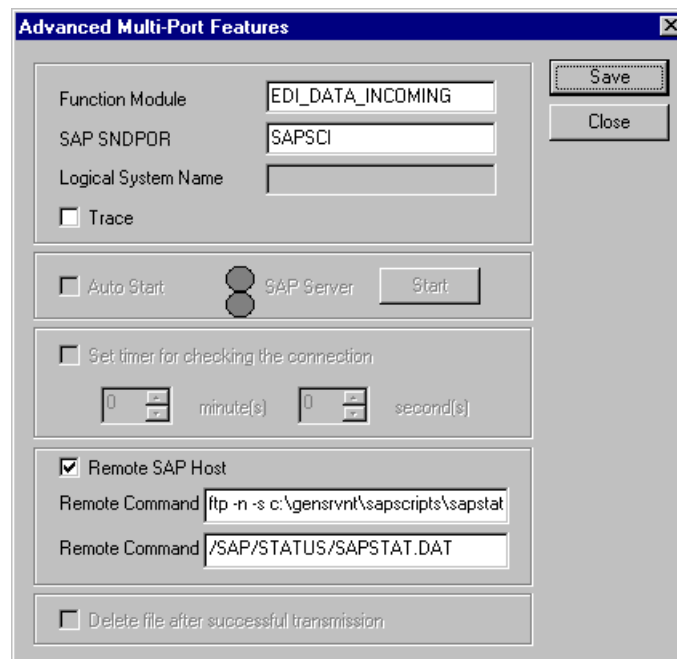 Advanced Multi-Port Features
Save
Close
Function Module EDI_DATA_INCOMING
SAP SNDPOR SAPSCI
Logical System Name
Trace
Auto Start SAP Server Start
Set timer for checking the connection
0 minute(s) 0 second(s)
Remote SAP Host
Remote Command ftp -n -s c:\gensrvnt\sapscripts\sapstat
Remote Command /SAP/STATUS/SAPSTAT.DAT
Delete file after successful transmission